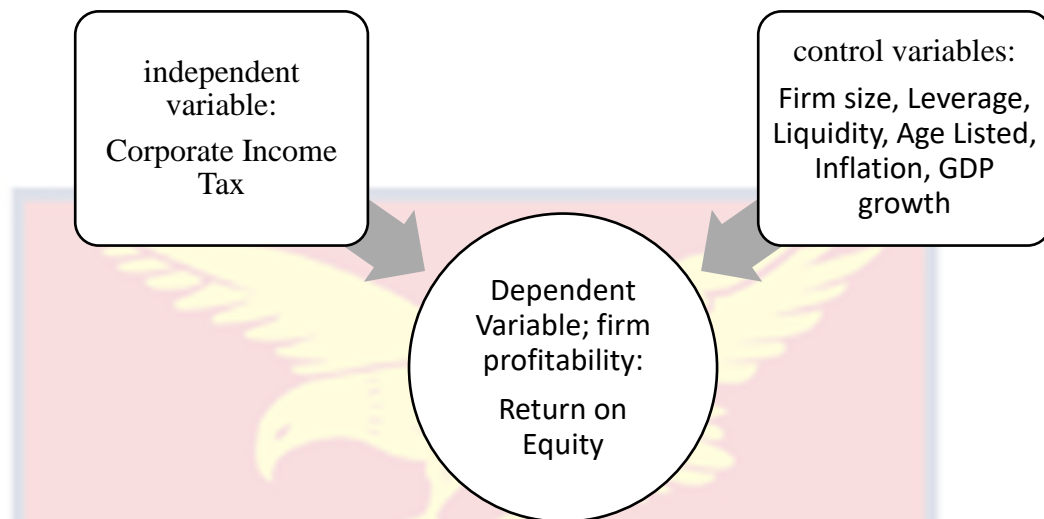 independent
variable:
Corporate Income
Tax
control variables:
Firm size, Leverage,
Liquidity, Age Listed,
Inflation, GDP
growth
Dependent
Variable; firm
profitability:
Return on
Equity